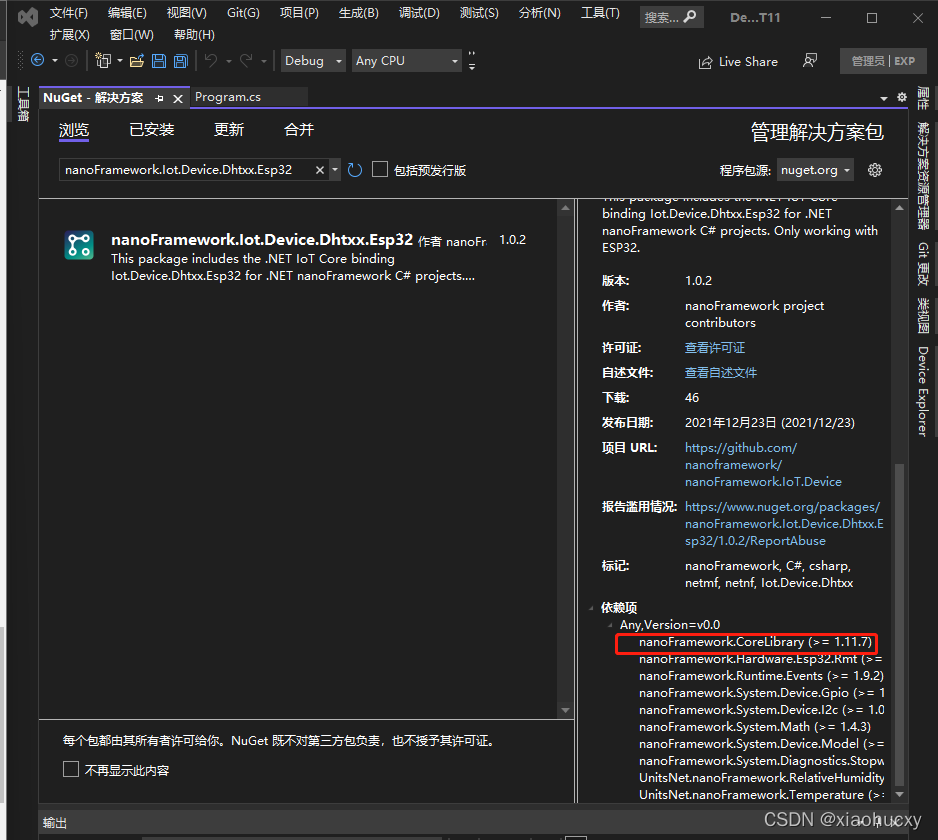 文件(F) 编辑(E) 视图(V) Git(G) 项目(P) 生成(B) 调试(D) 测试(S) 分析(N) 工具(T) 搜索... De...T11
扩展(X) 窗口(W) 帮助(H)
Debug Any CPU Live Share 管理员 EXP
工具箱
NuGet - 解决方案 Program.cs
浏览 已安装 更新 合并 管理解决方案包
nanoFramework.Iot.Device.Dhtxx.Esp32 包括预发行版 程序包源: nuget.org
nanoFramework.Iot.Device.Dhtxx.Esp32 作者 nanoFr 1.0.2
This package includes the .NET IoT Core binding
Iot.Device.Dhtxx.Esp32 for .NET nanoFramework C# projects....
This package includes the .NET IoT Core
binding Iot.Device.Dhtxx.Esp32 for .NET
nanoFramework C# projects. Only working with
ESP32.
版本: 1.0.2
作者: nanoFramework project
contributors
许可证: 查看许可证
自述文件: 查看自述文件
下载: 46
发布日期: 2021年12月23日 (2021/12/23)
项目 URL: https://github.com/
nanoframework/
nanoFramework.IoT.Device
报告滥用情况: https://www.nuget.org/packages/
nanoFramework.Iot.Device.Dhtxx.E
sp32/1.0.2/ReportAbuse
标记: nanoFramework, C#, csharp,
netmf, netnf, Iot.Device.Dhtxx
依赖项
Any,Version=v0.0
nanoFramework.CoreLibrary (>= 1.11.7)
nanoFramework.Hardware.Esp32.Rmt (>=
nanoFramework.Runtime.Events (>= 1.9.2)
nanoFramework.System.Device.Gpio (>= 1
nanoFramework.System.Device.I2c (>= 1.0
nanoFramework.System.Math (>= 1.4.3)
nanoFramework.System.Device.Model (>=
nanoFramework.System.Diagnostics.Stopw
UnitsNet.nanoFramework.RelativeHumidity
UnitsNet.nanoFramework.Temperature (>
每个包都由其所有者许可给你。NuGet 既不对第三方包负责，也不授予其许可证。
不再显示此内容
属性
解决方案资源管理器
Git 更改
类视图
Device Explorer
输出
CSDN @xiaohucxy